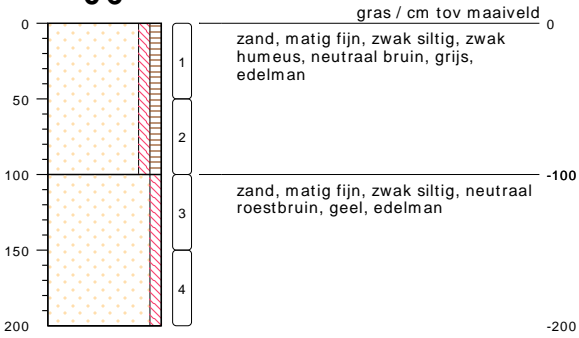 gras / cm tov maaiveld
0 0
zand, matig fijn, zwak siltig, zwak
humeus, neutraal bruin, grijs,
edelman
1
50
2
100 -100
zand, matig fijn, zwak siltig, neutraal
roestbruin, geel, edelman
3
150
4
200 -200